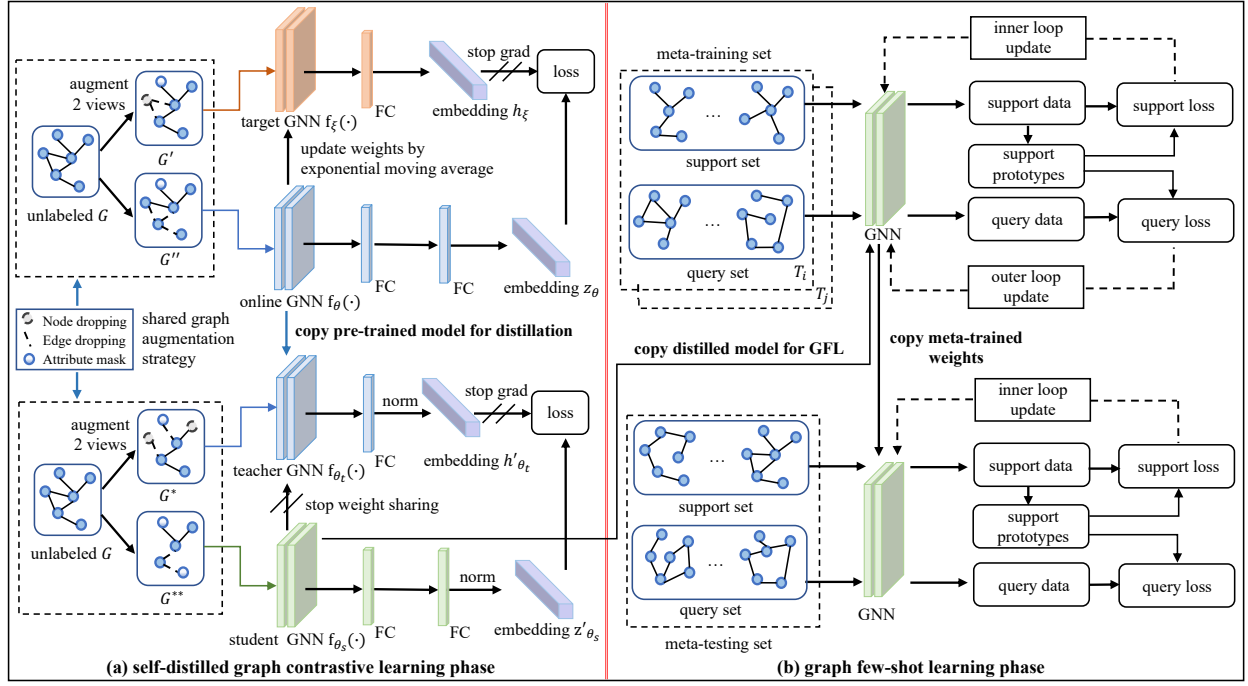 augment
2 views
G′
unlabeled G
G′′
target GNN f_ξ(·)
FC
stop grad
embedding h_ξ
loss
update weights by
exponential moving average
online GNN f_θ(·)
FC
FC
embedding z_θ
Node dropping
Edge dropping
Attribute mask
shared graph
augmentation
strategy
copy pre-trained model for distillation
augment
2 views
G*
unlabeled G
G**
teacher GNN f_θ_t(·)
FC
norm
stop grad
embedding h′_θ_t
loss
stop weight sharing
student GNN f_θ_s(·)
FC
FC
norm
embedding z′_θ_s
(a) self-distilled graph contrastive learning phase
meta-training set
...
support set
...
query set
T_i
T_j
GNN
inner loop
update
support data
support loss
support
prototypes
query data
query loss
outer loop
update
copy distilled model for GFL
copy meta-trained
weights
...
support set
...
query set
meta-testing set
GNN
inner loop
update
support data
support loss
support
prototypes
query data
query loss
(b) graph few-shot learning phase